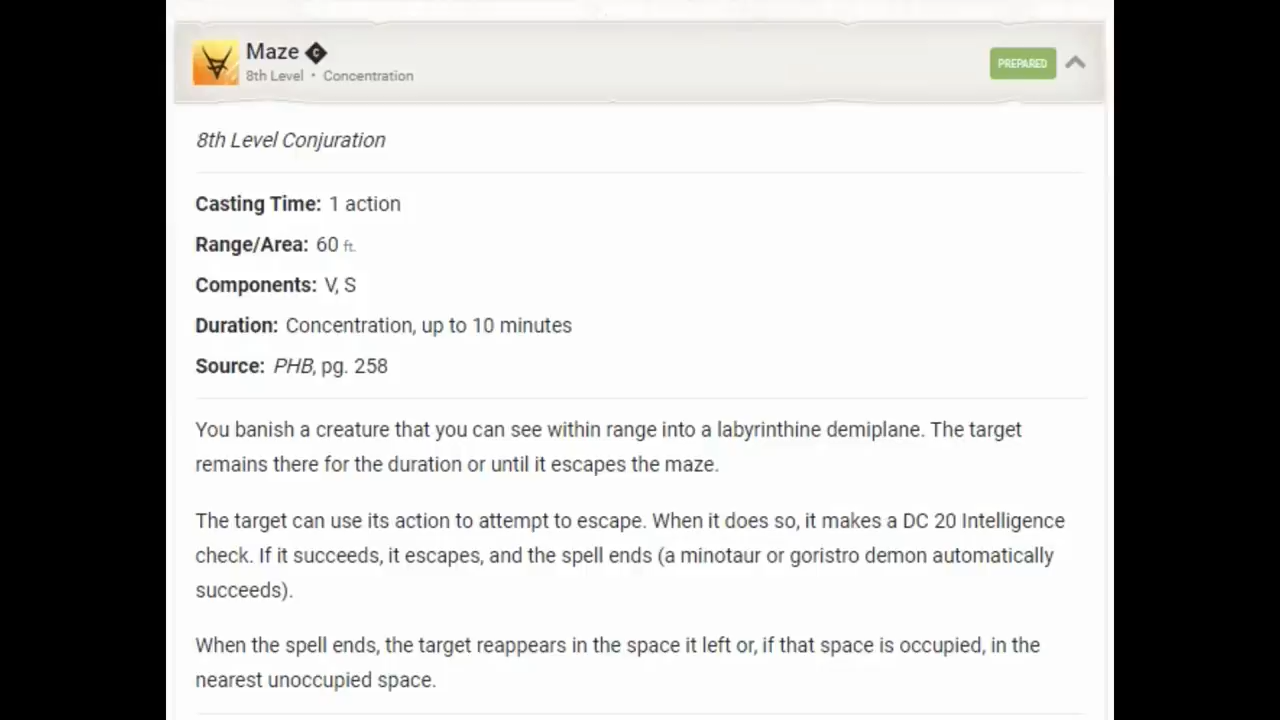 Maze C
8th Level • Concentration
PREPARED
8th Level Conjuration
Casting Time: 1 action
Range/Area: 60 ft.
Components: V, S
Duration: Concentration, up to 10 minutes
Source: PHB, pg. 258
You banish a creature that you can see within range into a labyrinthine demiplane. The target
remains there for the duration or until it escapes the maze.
The target can use its action to attempt to escape. When it does so, it makes a DC 20 Intelligence
check. If it succeeds, it escapes, and the spell ends (a minotaur or goristro demon automatically
succeeds).
When the spell ends, the target reappears in the space it left or, if that space is occupied, in the
nearest unoccupied space.